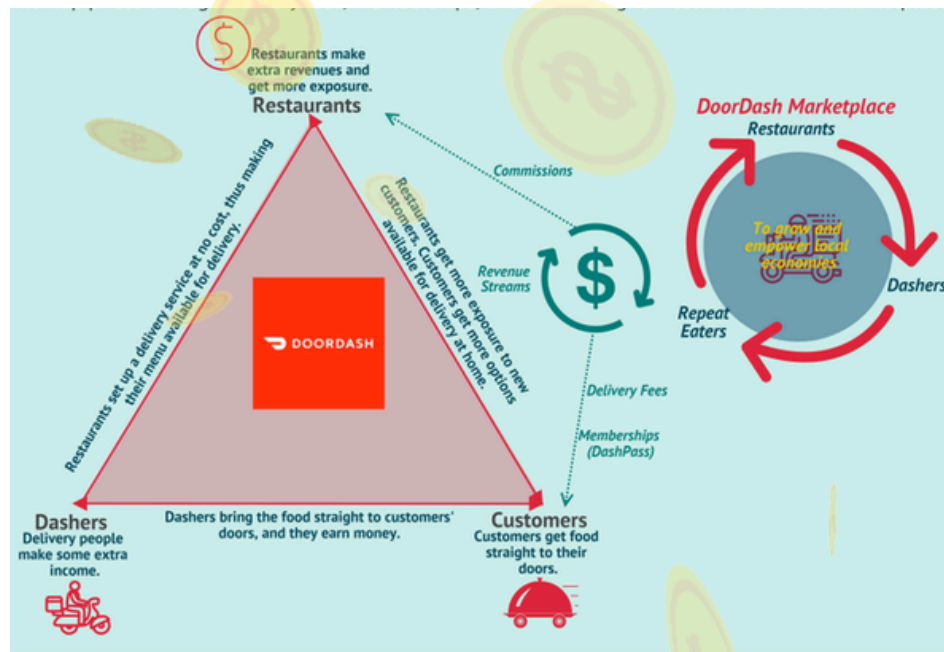 Restaurants make
extra revenues and
get more exposure.
Restaurants
Restaurants set up a delivery service at no cost, thus making
their menu available for delivery.
Restaurants get more exposure to new
customers. Customers get more options
available for delivery at home.
DOORDASH
Dashers
Delivery people
make some extra
income.
Dashers bring the food straight to customers'
doors, and they earn money.
Customers
Customers get food
straight to their
doors.
Commissions
Revenue
Streams
$
Delivery Fees
Memberships
(DashPass)
DoorDash Marketplace
Restaurants
To grow and
empower local
economies.
Dashers
Repeat
Eaters